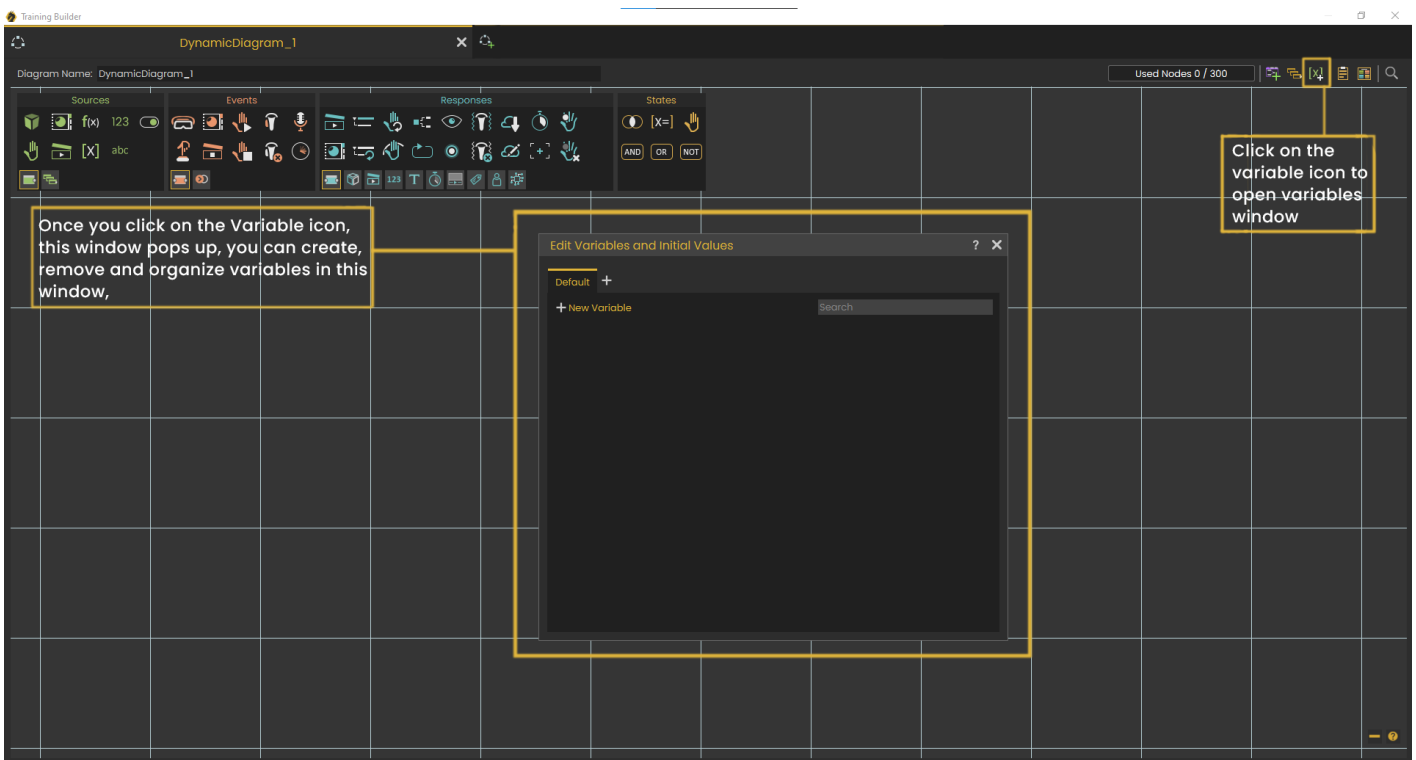 Training Builder
DynamicDiagram_1
Diagram Name: DynamicDiagram_1
Used Nodes 0 / 300
[x]
Sources
Events
Responses
States
f(x) 123
[X=]
[X] abc
AND OR NOT
123 T
Click on the
variable icon to
open variables
window
Once you click on the Variable icon,
this window pops up, you can create,
remove and organize variables in this
window,
Edit Variables and Initial Values
?
Default +
+ New Variable
Search
?